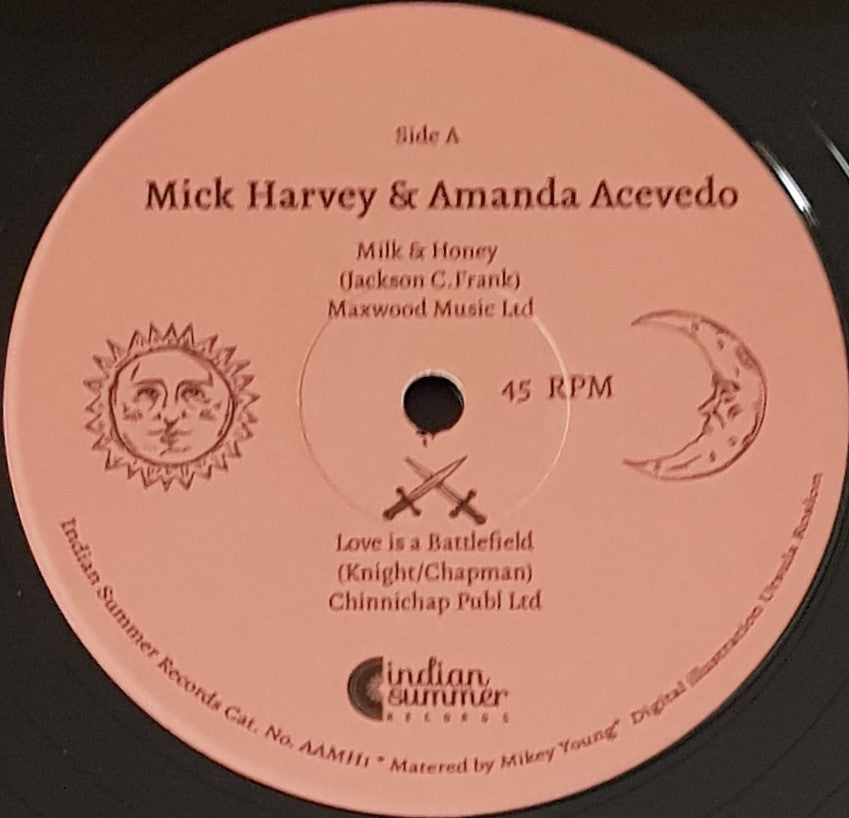 Side A
Mick Harvey & Amanda Acevedo
Milk & Honey
(Jackson C.Frank)
Maxwood Music Ltd
45 RPM
Love is a Battlefield
(Knight/Chapman)
Chinnichap Publ Ltd
indian
summer
RECORDS
Indian Summer Records Cat. No. AAMH1 * Matered by Mikey Young* Digital Illustration Ursula